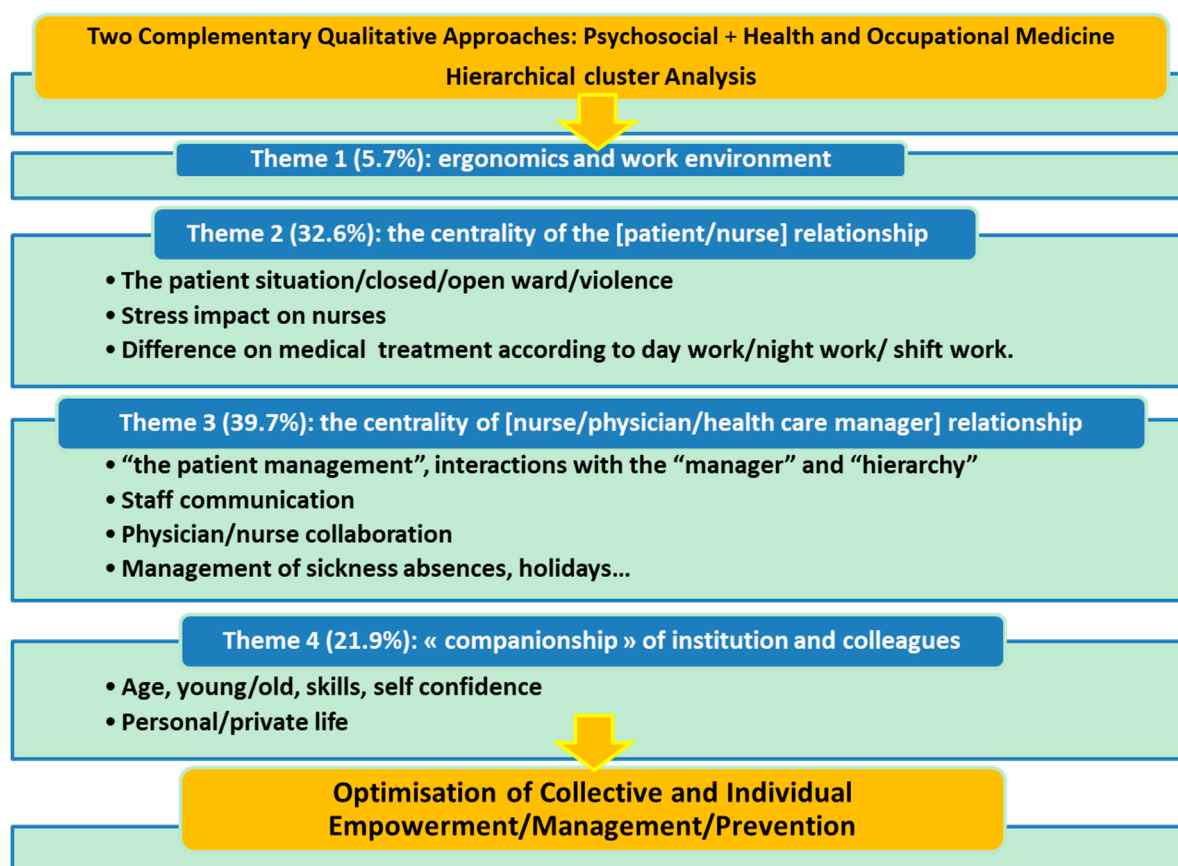 Two Complementary Qualitative Approaches: Psychosocial + Health and Occupational Medicine
Hierarchical cluster Analysis
Theme 1 (5.7%): ergonomics and work environment
Theme 2 (32.6%): the centrality of the [patient/nurse] relationship
• The patient situation/closed/open ward/violence
• Stress impact on nurses
• Difference on medical treatment according to day work/night work/ shift work.
Theme 3 (39.7%): the centrality of [nurse/physician/health care manager] relationship
• “the patient management”, interactions with the “manager” and “hierarchy”
• Staff communication
• Physician/nurse collaboration
• Management of sickness absences, holidays...
Theme 4 (21.9%): « companionship » of institution and colleagues
• Age, young/old, skills, self confidence
• Personal/private life
Optimisation of Collective and Individual
Empowerment/Management/Prevention